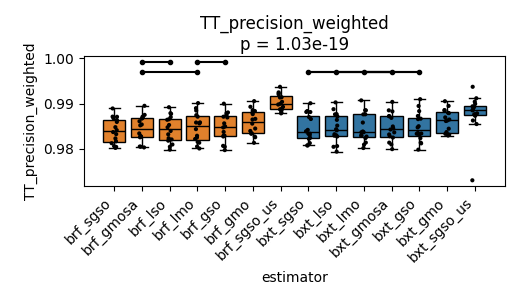 TT_precision_weighted
p = 1.03e-19
TT_precision_weighted
1.00
0.99
0.98
brf_sgso
brf_gmosa
brf_lso
brf_lmo
brf_gso
brf_gmo
brf_sgso_us
bxt_sgso
bxt_lso
bxt_lmo
bxt_gmosa
bxt_gso
bxt_gmo
bxt_sgso_us
estimator